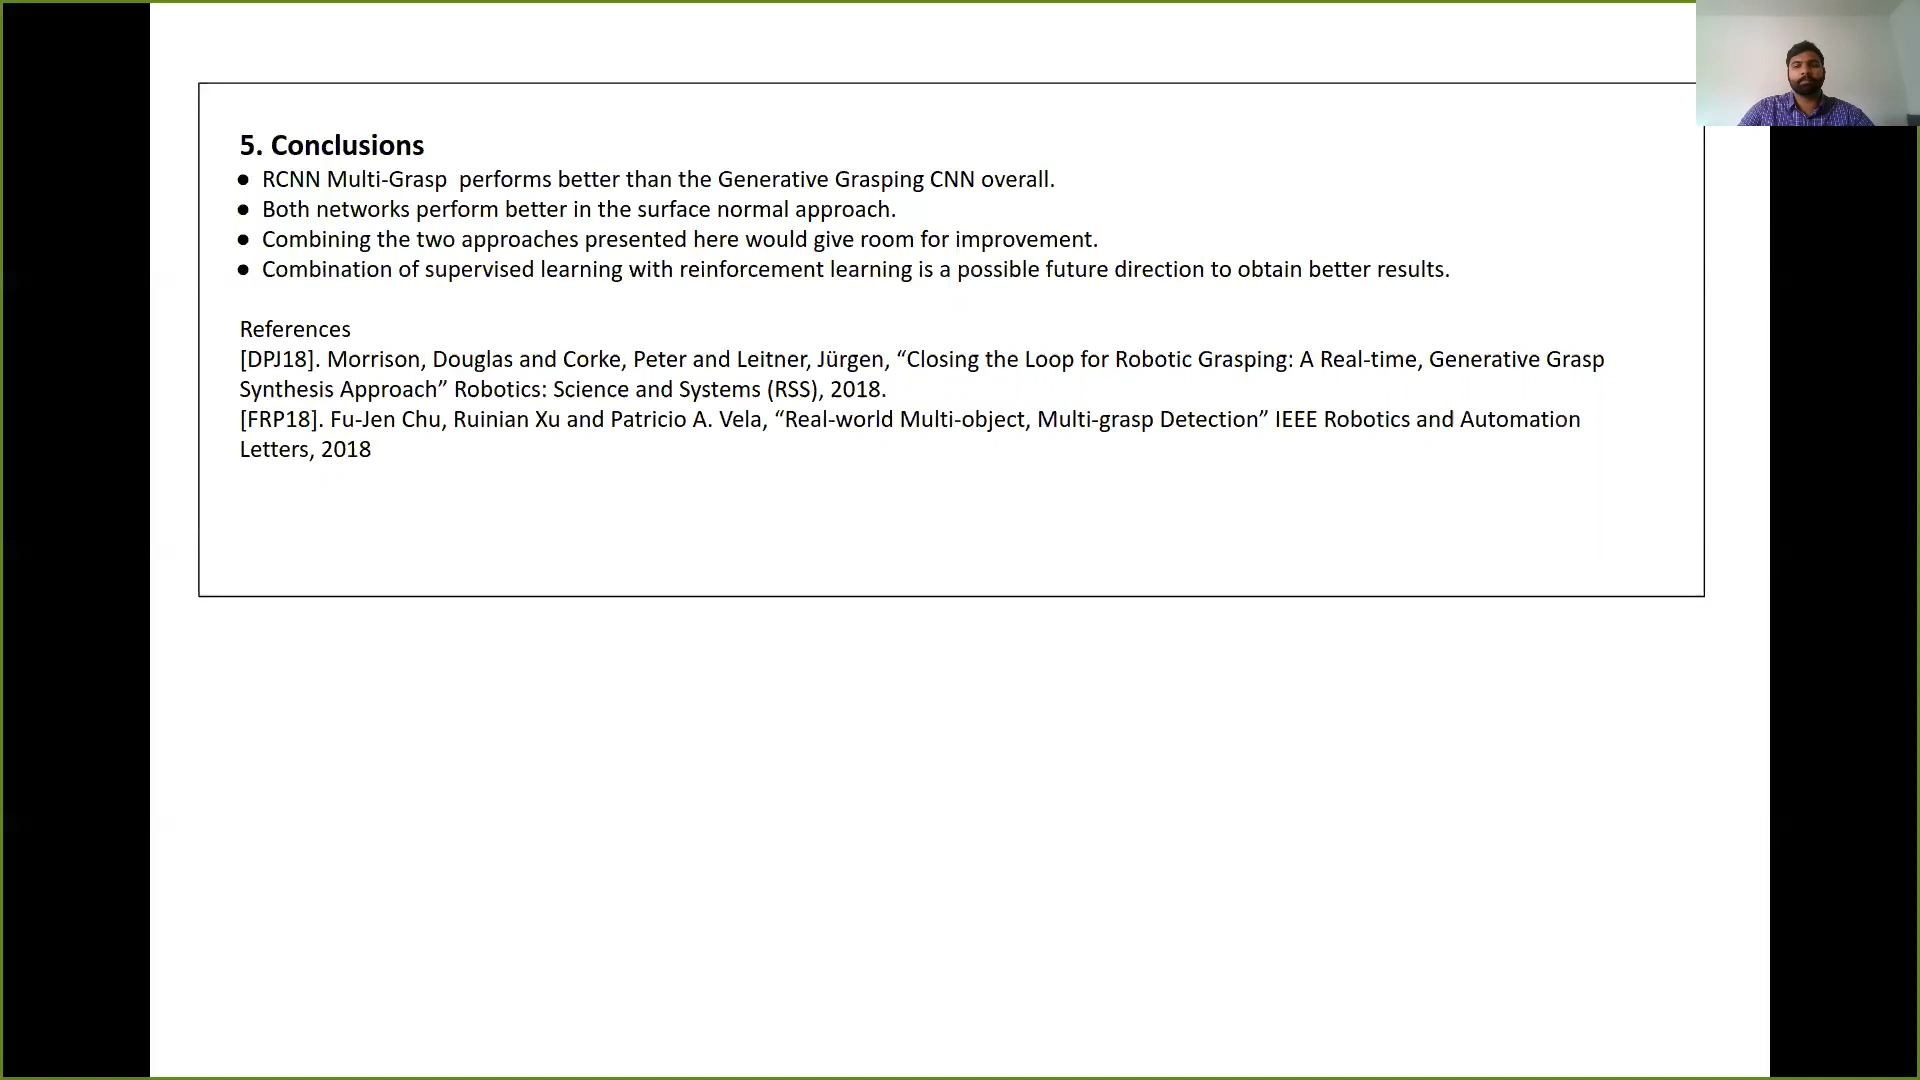 5. Conclusions
● RCNN Multi-Grasp  performs better than the Generative Grasping CNN overall.
● Both networks perform better in the surface normal approach.
● Combining the two approaches presented here would give room for improvement.
● Combination of supervised learning with reinforcement learning is a possible future direction to obtain better results.
References
[DPJ18]. Morrison, Douglas and Corke, Peter and Leitner, Jürgen, “Closing the Loop for Robotic Grasping: A Real-time, Generative Grasp
Synthesis Approach” Robotics: Science and Systems (RSS), 2018.
[FRP18]. Fu-Jen Chu, Ruinian Xu and Patricio A. Vela, “Real-world Multi-object, Multi-grasp Detection” IEEE Robotics and Automation
Letters, 2018